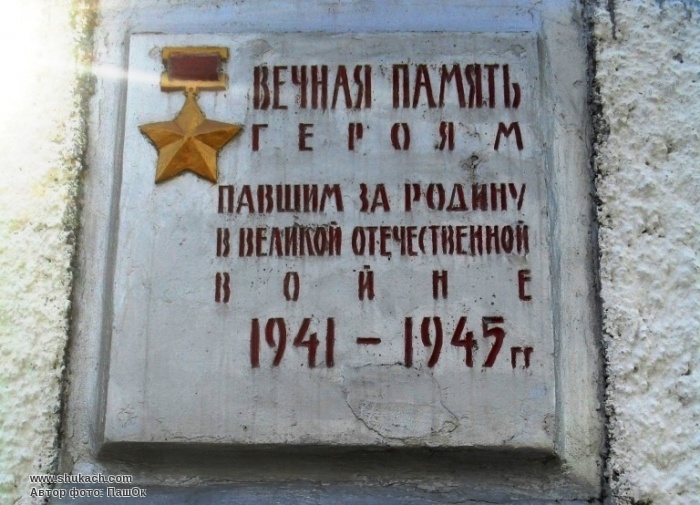 ВЕЧНАЯ ПАМЯТЬ
ГЕРОЯМ
ПАВШИМ ЗА РОДИНУ
В ВЕЛИКОЙ ОТЕЧЕСТВЕННОЙ
ВОЙНЕ
1941 – 1945 гг
www.shukach.com
Автор фото: ПашОк